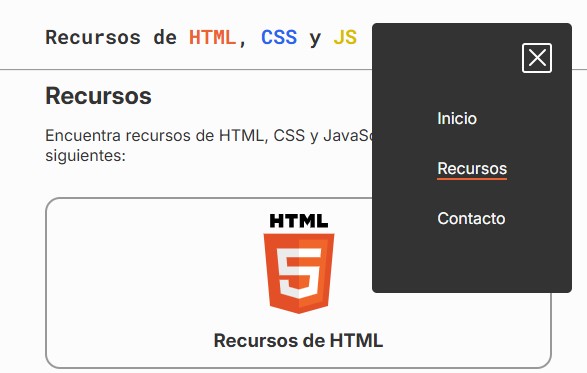 Recursos de HTML, CSS y JS
Inicio
Recursos
Contacto
Recursos
Encuentra recursos de HTML, CSS y
siguientes:
HTML
5
Recursos de HTML